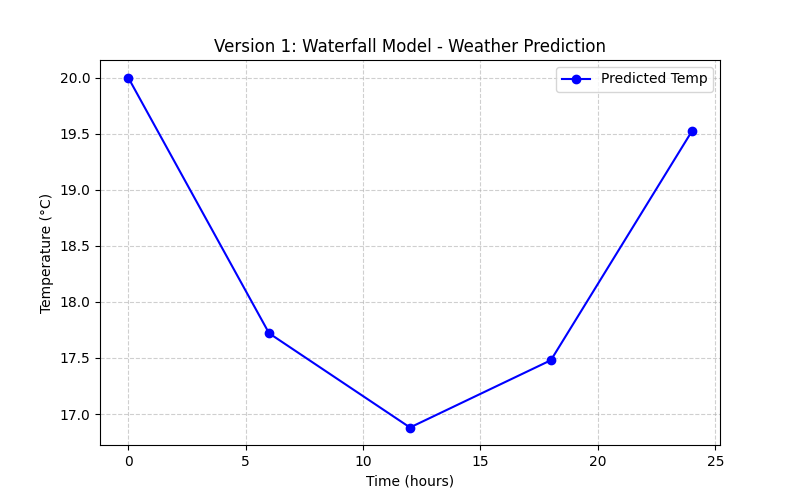 Version 1: Waterfall Model - Weather Prediction
Predicted Temp
20.0
19.5
19.0
18.5
18.0
17.5
17.0
Temperature (°C)
0 5 10 15 20 25
Time (hours)